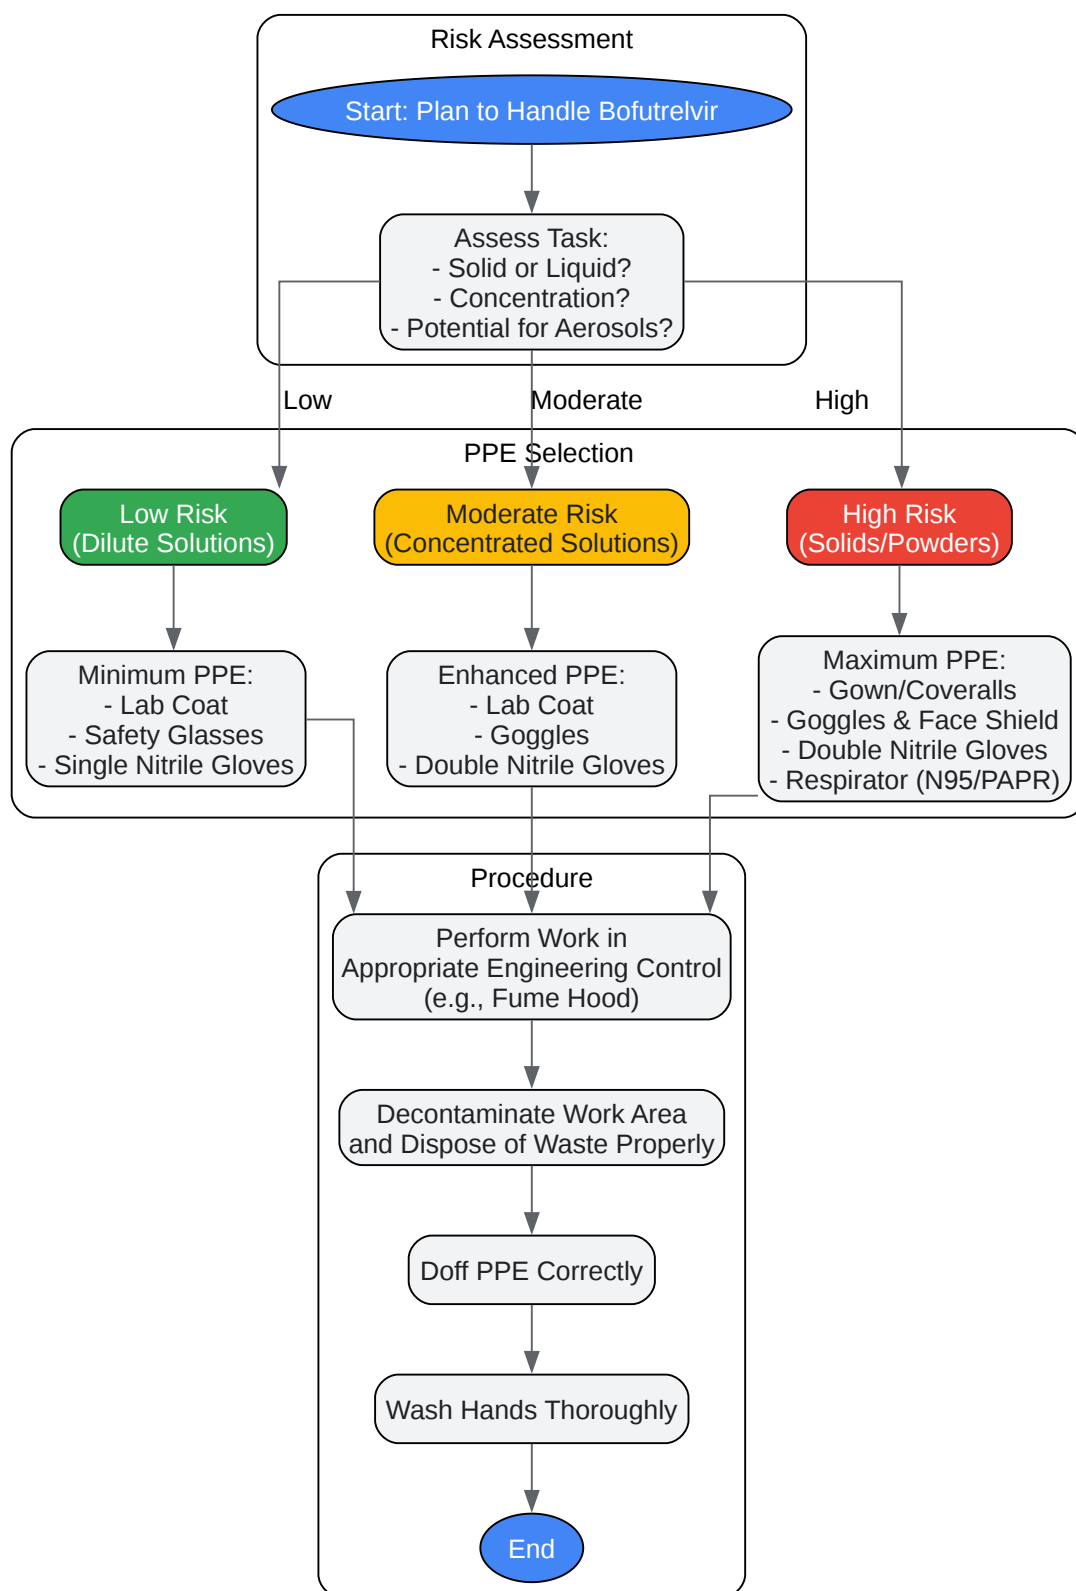 Risk Assessment
Start: Plan to Handle Bofutrelvir
Assess Task:
- Solid or Liquid?
- Concentration?
- Potential for Aerosols?
Low
Moderate
High
PPE Selection
Low Risk
(Dilute Solutions)
Moderate Risk
(Concentrated Solutions)
High Risk
(Solids/Powders)
Minimum PPE:
- Lab Coat
- Safety Glasses
- Single Nitrile Gloves
Enhanced PPE:
- Lab Coat
- Goggles
- Double Nitrile Gloves
Maximum PPE:
- Gown/Coveralls
- Goggles & Face Shield
- Double Nitrile Gloves
- Respirator (N95/PAPR)
Procedure
Perform Work in
Appropriate Engineering Control
(e.g., Fume Hood)
Decontaminate Work Area
and Dispose of Waste Properly
Doff PPE Correctly
Wash Hands Thoroughly
End